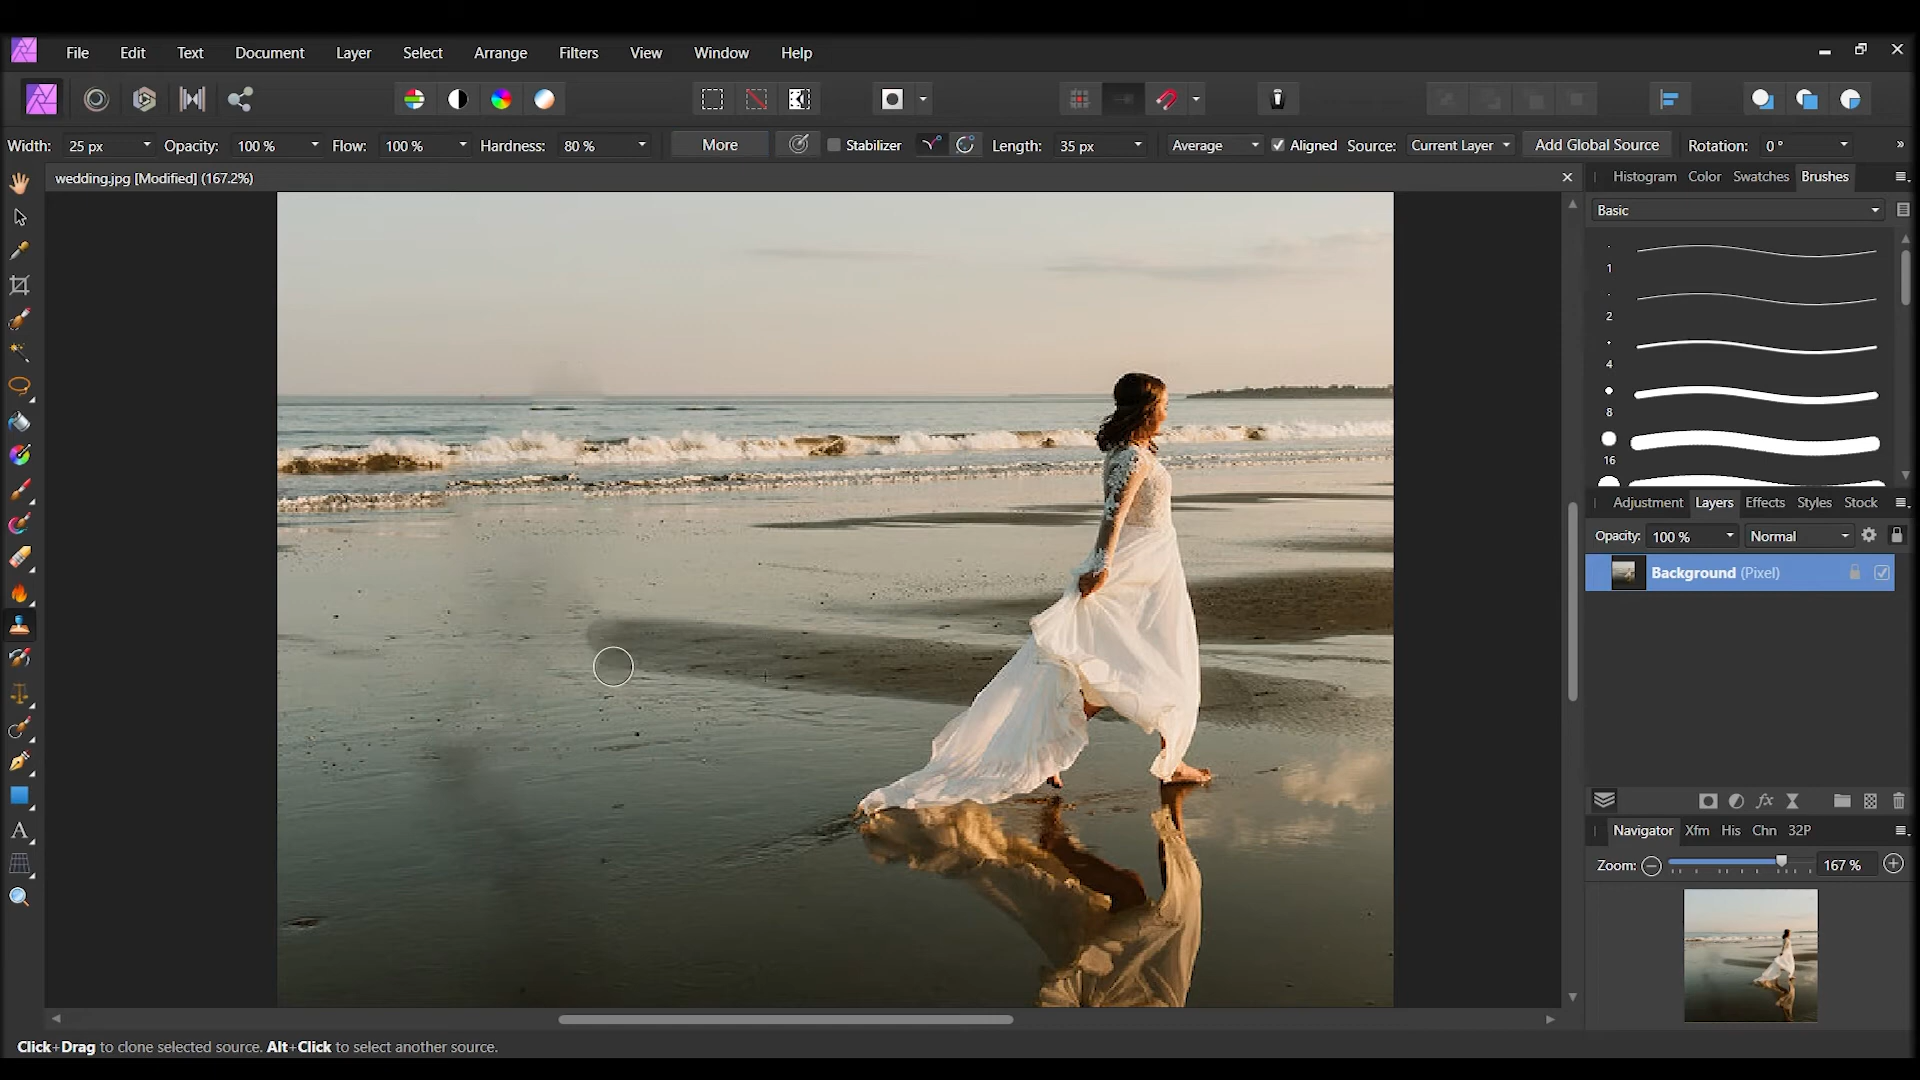 File Edit Text Document Layer Select Arrange Filters View Window Help
Width: 25 px Opacity: 100 % Flow: 100 % Hardness: 80 % More Stabilizer Length: 35 px Average Aligned Source: Current Layer Add Global Source Rotation: 0° »
wedding.jpg [Modified] (167.2%)
Histogram Color Swatches Brushes
Basic
1
2
4
8
16
Adjustment Layers Effects Styles Stock
Opacity: 100 % Normal
Background (Pixel)
fx
Navigator Xfm His Chn 32P
Zoom: 167 %
Click+Drag to clone selected source. Alt+Click to select another source.